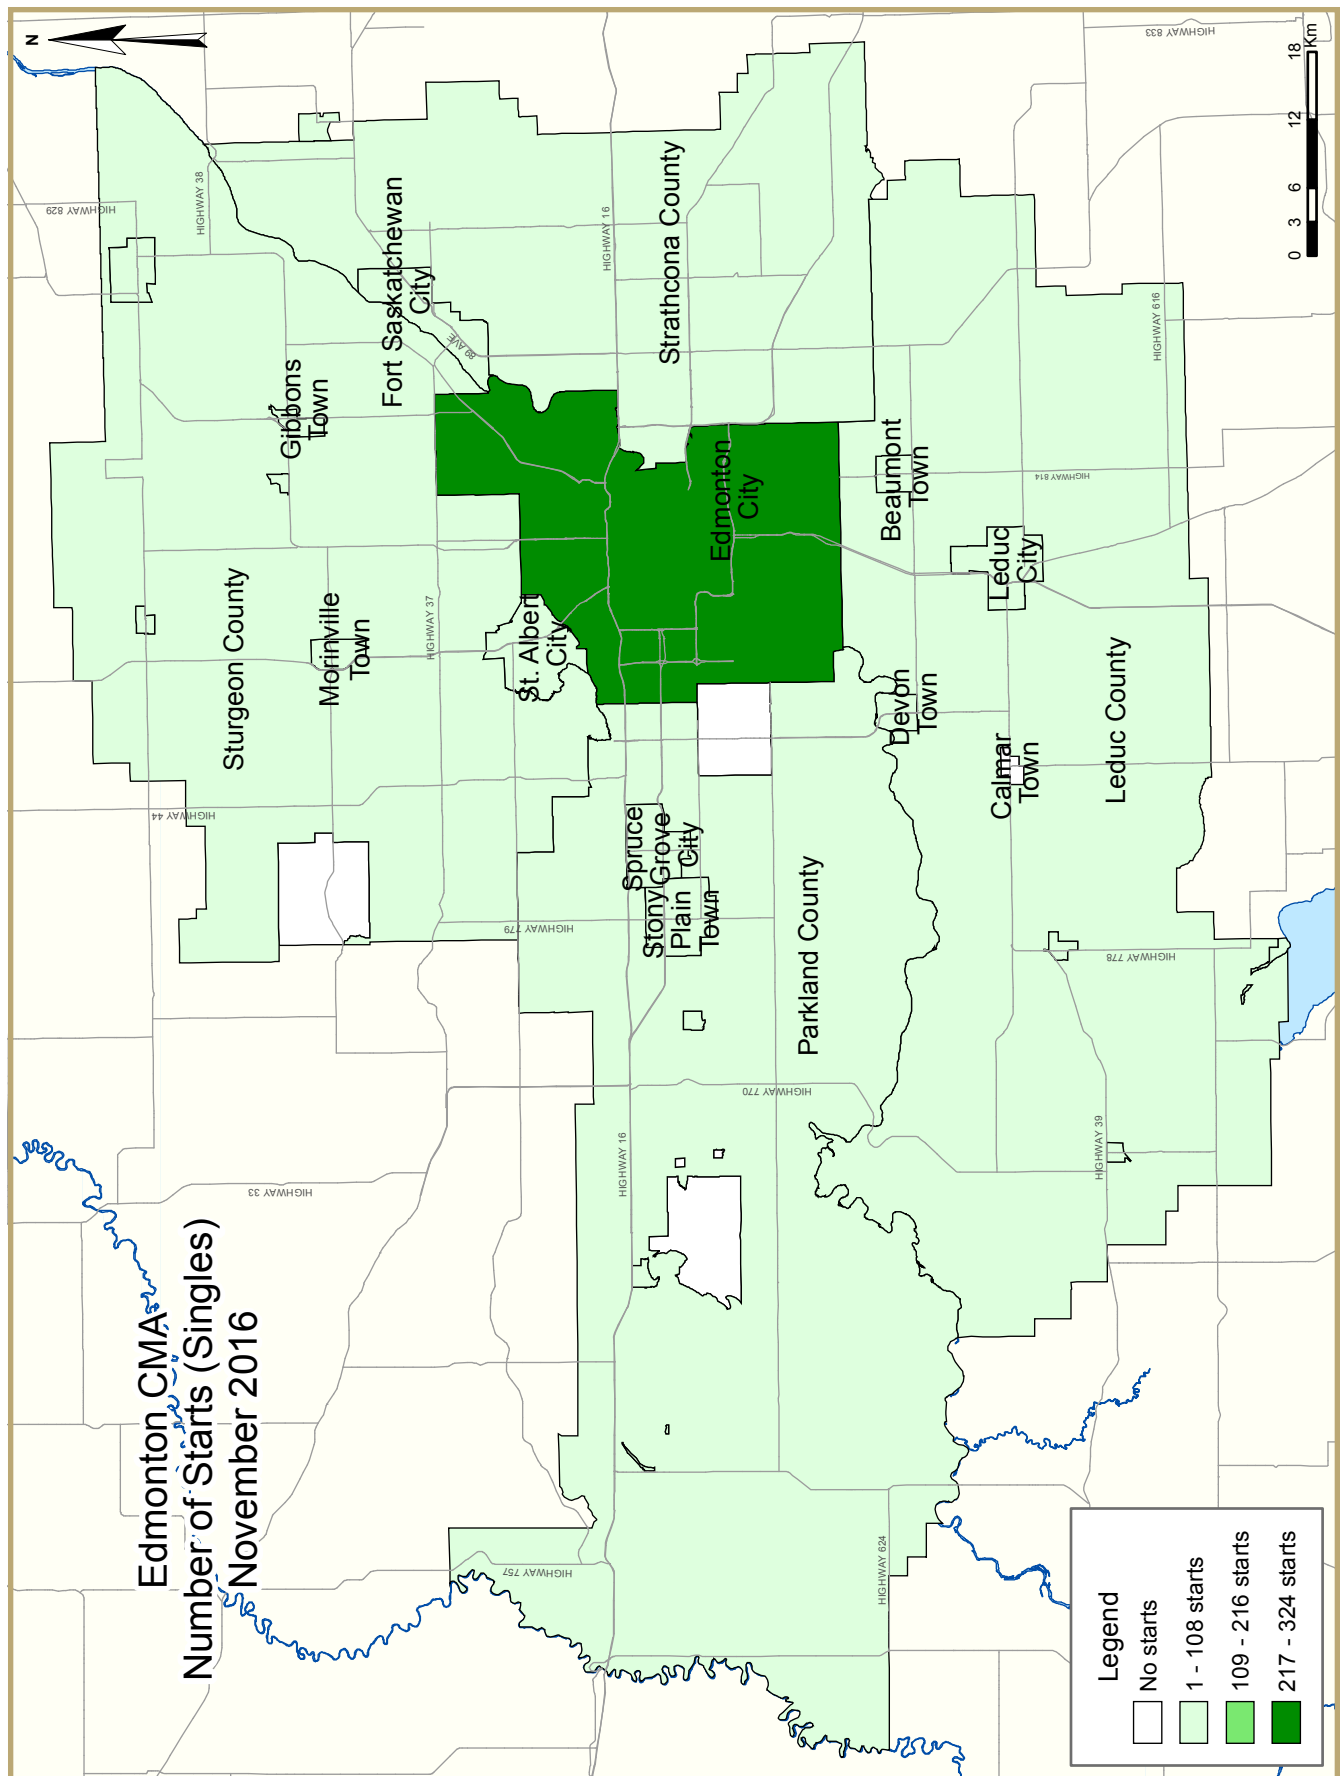 Edmonton CMA
Number of Starts (Singles)
November 2016
N
HIGHWAY 829
HIGHWAY 38
HIGHWAY 833
HIGHWAY 44
Sturgeon County
Gibbons
Town
Morinville
Town
Fort Saskatchewan
City
89 AVE
HIGHWAY 33
HIGHWAY 37
HIGHWAY 779
St. Albert
City
HIGHWAY 757
HIGHWAY 16
HIGHWAY 16
Strathcona County
Spruce
Grove
City
Stony
Plain
Town
Edmonton
City
HIGHWAY 770
Parkland County
HIGHWAY 624
Devon
Town
Beaumont
Town
Calmar
Town
Leduc
City
HIGHWAY 814
HIGHWAY 39
HIGHWAY 778
Leduc County
HIGHWAY 616
Legend
No starts
1 - 108 starts
109 - 216 starts
217 - 324 starts
0 3 6 12 18
Km